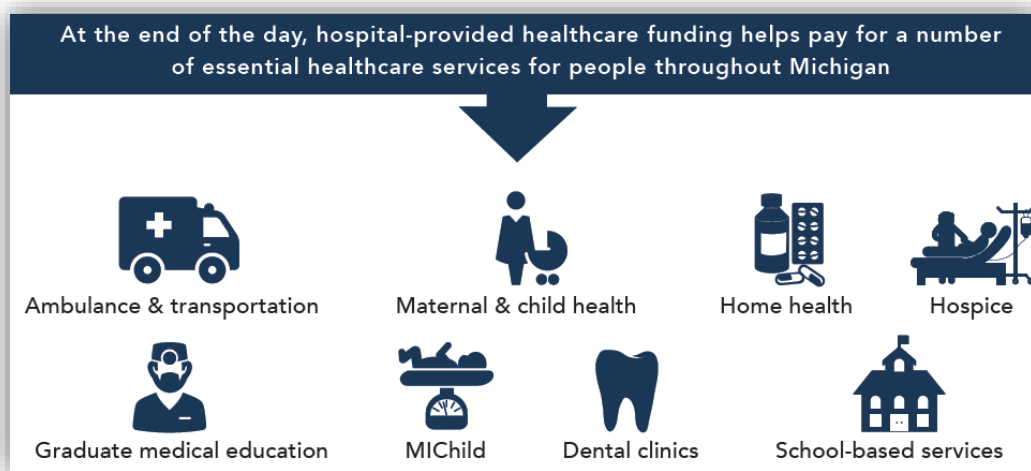 At the end of the day, hospital-provided healthcare funding helps pay for a number
of essential healthcare services for people throughout Michigan
Ambulance & transportation
Maternal & child health
Home health
Hospice
Graduate medical education
MIChild
Dental clinics
School-based services